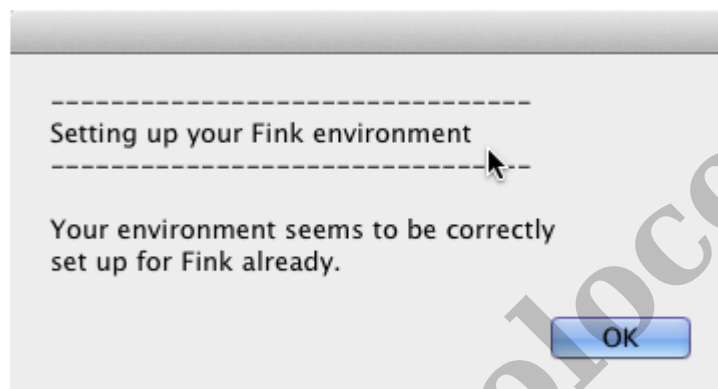 --------------------------------
Setting up your Fink environment
--------------------------------
Your environment seems to be correctly
set up for Fink already.
OK